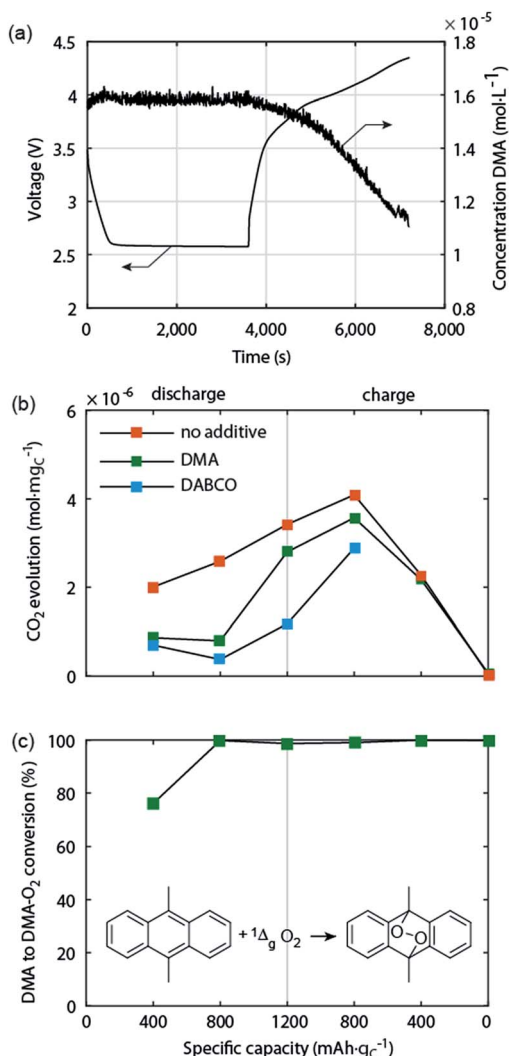 (a)
× 10⁻⁵
4.5
4
3.5
3
2.5
2
Voltage (V)
1.8
1.6
1.4
1.2
1
0.8
Concentration DMA (mol·L⁻¹)
0 2,000 4,000 6,000 8,000
Time (s)
(b)
× 10⁻⁶ discharge charge
6
4
2
0
CO₂ evolution (mol·mg_C⁻¹)
no additive
DMA
DABCO
(c)
100
80
60
40
20
0
DMA to DMA-O₂ conversion (%)
+ ¹Δg O₂
O
O
400 800 1200 800 400 0
Specific capacity (mAh·g_C⁻¹)